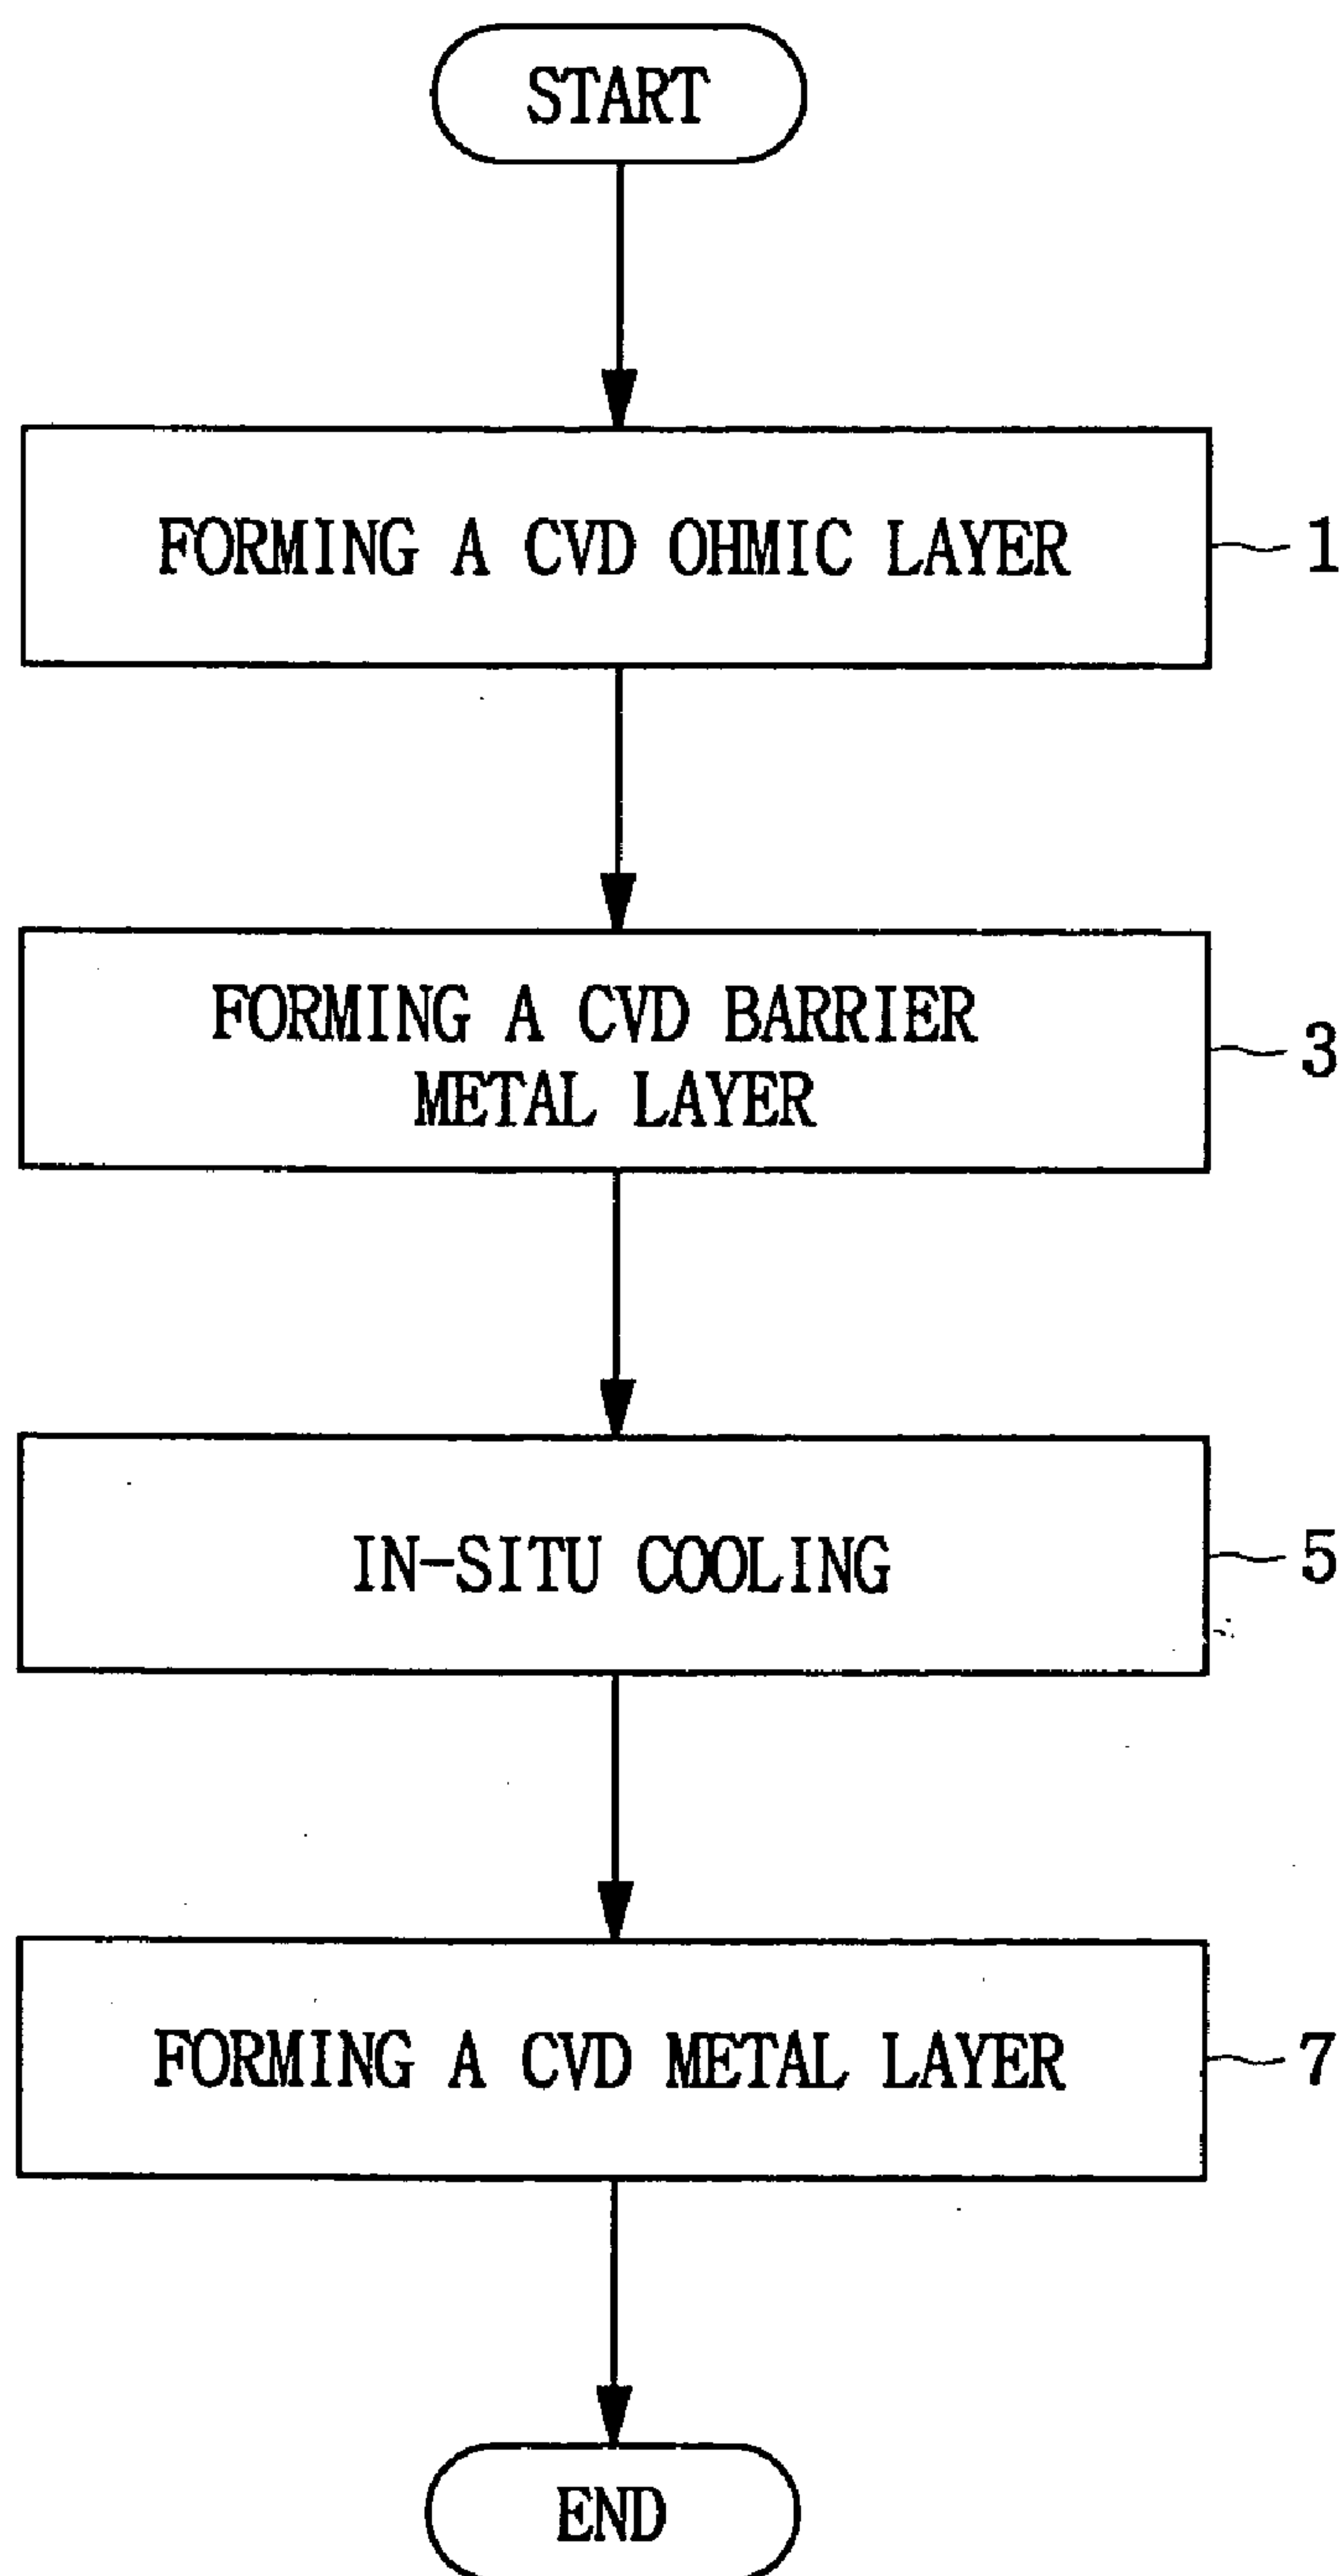 START
FORMING A CVD OHMIC LAYER
1
FORMING A CVD BARRIER
METAL LAYER
3
IN-SITU COOLING
5
FORMING A CVD METAL LAYER
7
END